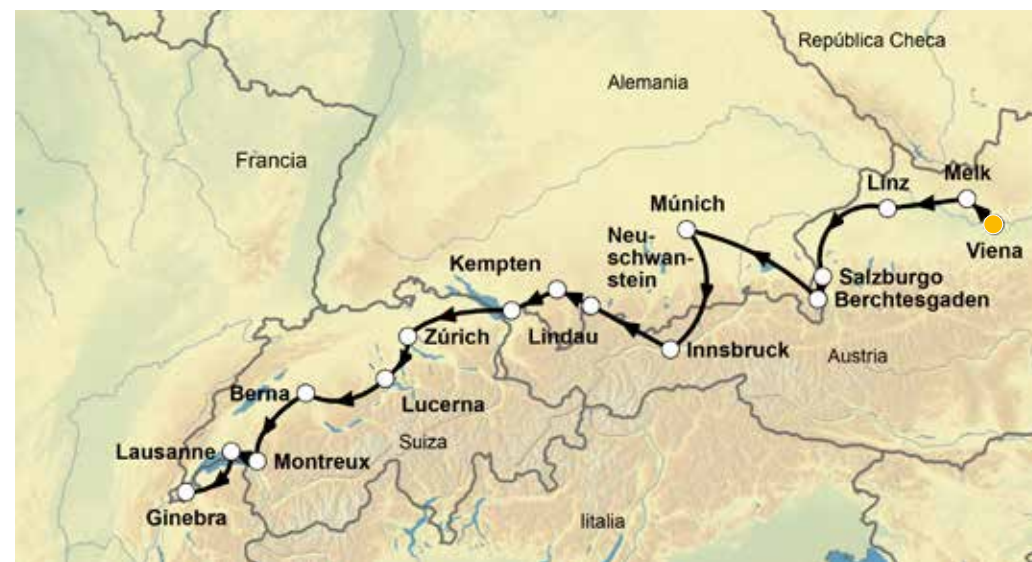 República Checa
Alemania
Francia
Melk
Linz
Múnich
Viena
Neu-
schwan-
stein
Kempten
Salzburgo
Berchtesgaden
Zúrich
Lindau
Innsbruck
Austria
Berna
Lucerna
Suiza
Lausanne
Montreux
Ginebra
Iitalia